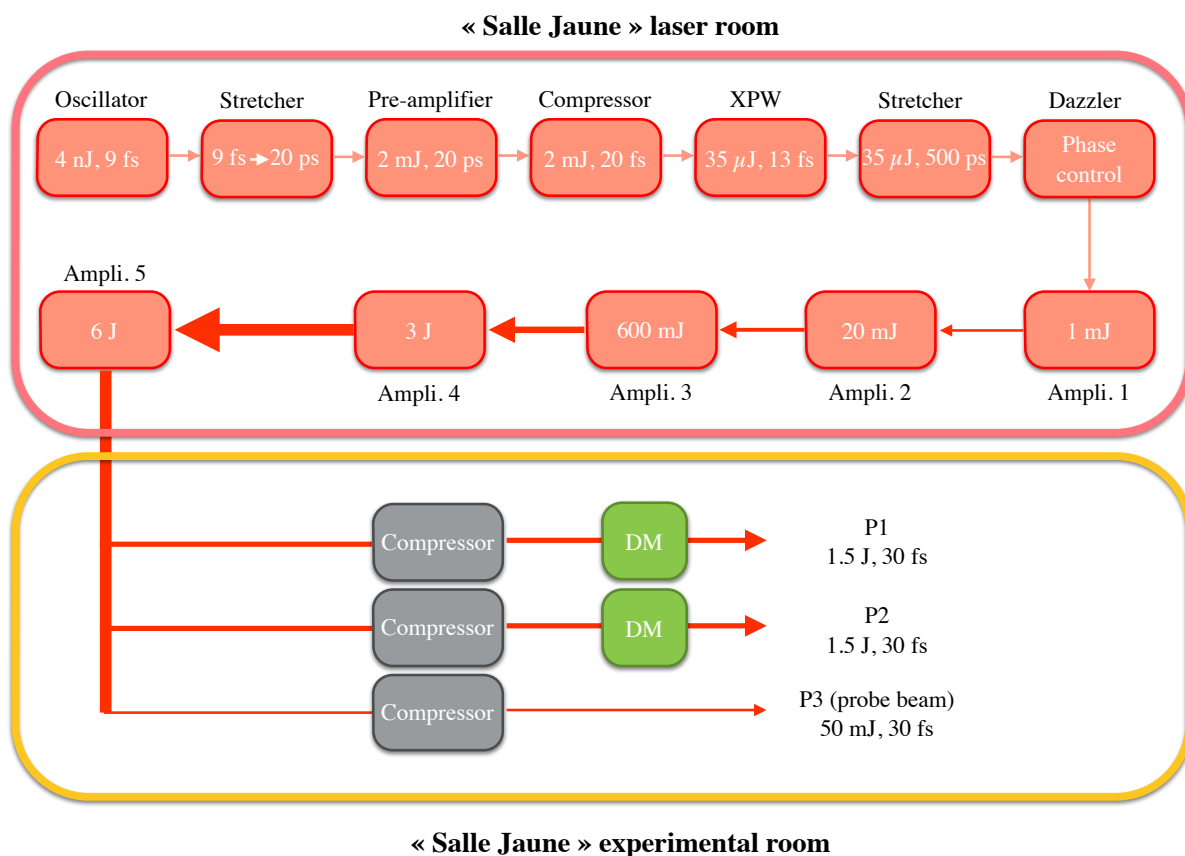 « Salle Jaune » laser room
Oscillator
Stretcher
Pre-amplifier
Compressor
XPW
Stretcher
Dazzler
4 nJ, 9 fs
9 fs➔20 ps
2 mJ, 20 ps
2 mJ, 20 fs
35 µJ, 13 fs
35 µJ, 500 ps
Phase
control
Ampli. 5
6 J
3 J
600 mJ
20 mJ
1 mJ
Ampli. 4
Ampli. 3
Ampli. 2
Ampli. 1
Compressor
DM
P1
1.5 J, 30 fs
Compressor
DM
P2
1.5 J, 30 fs
Compressor
P3 (probe beam)
50 mJ, 30 fs
« Salle Jaune » experimental room